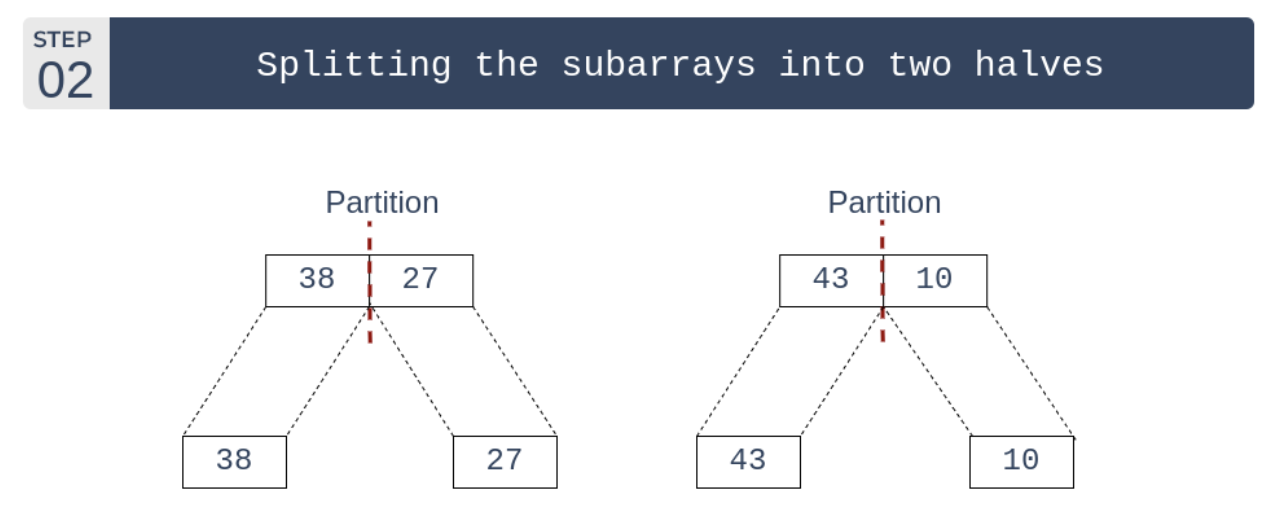 STEP
02
Splitting the subarrays into two halves
Partition
Partition
38 27
43 10
38
27
43
10